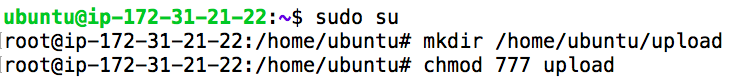 ubuntu@ip-172-31-21-22:~$ sudo su
[root@ip-172-31-21-22:/home/ubuntu# mkdir /home/ubuntu/upload
[root@ip-172-31-21-22:/home/ubuntu# chmod 777 upload